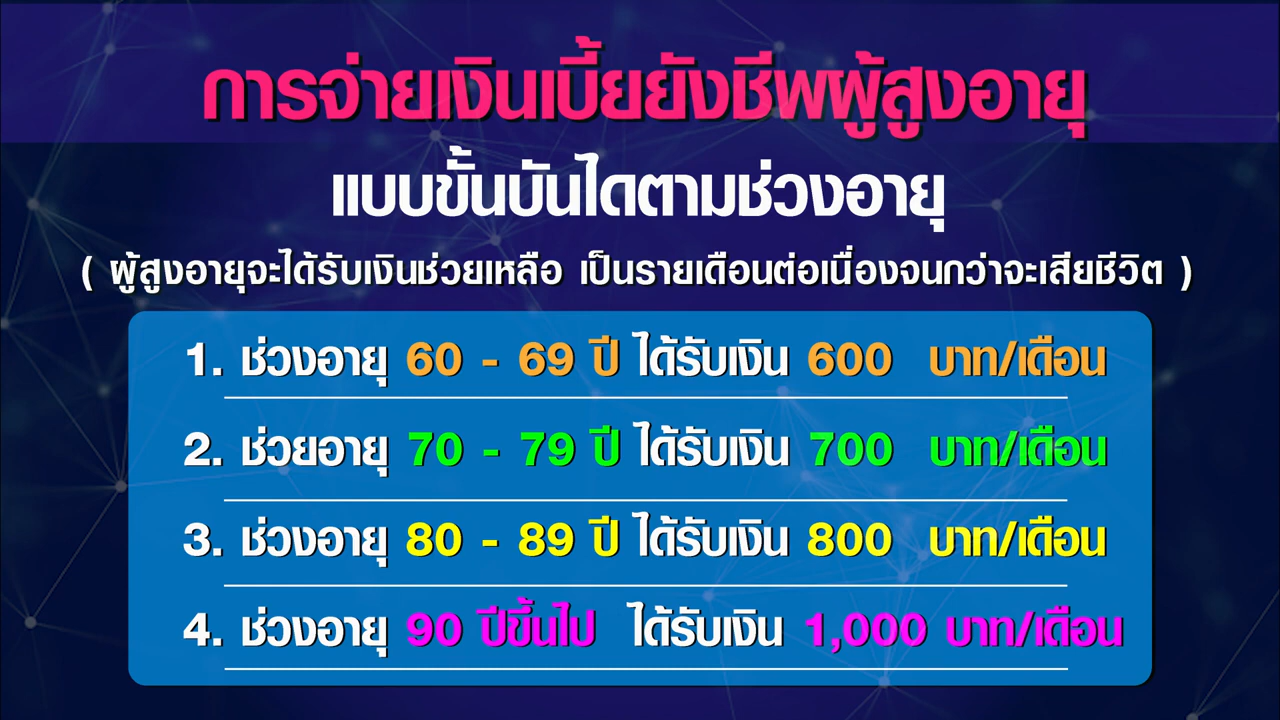 การจ่ายเงินเบี้ยยังชีพผู้สูงอายุ
แบบขั้นบันไดตามช่วงอายุ
( ผู้สูงอายุจะได้รับเงินช่วยเหลือ เป็นรายเดือนต่อเนื่องจนกว่าจะเสียชีวิต )
1. ช่วงอายุ 60 - 69 ปี ได้รับเงิน 600 บาท/เดือน
2. ช่วยอายุ 70 - 79 ปี ได้รับเงิน 700 บาท/เดือน
3. ช่วงอายุ 80 - 89 ปี ได้รับเงิน 800 บาท/เดือน
4. ช่วงอายุ 90 ปีขึ้นไป ได้รับเงิน 1,000 บาท/เดือน